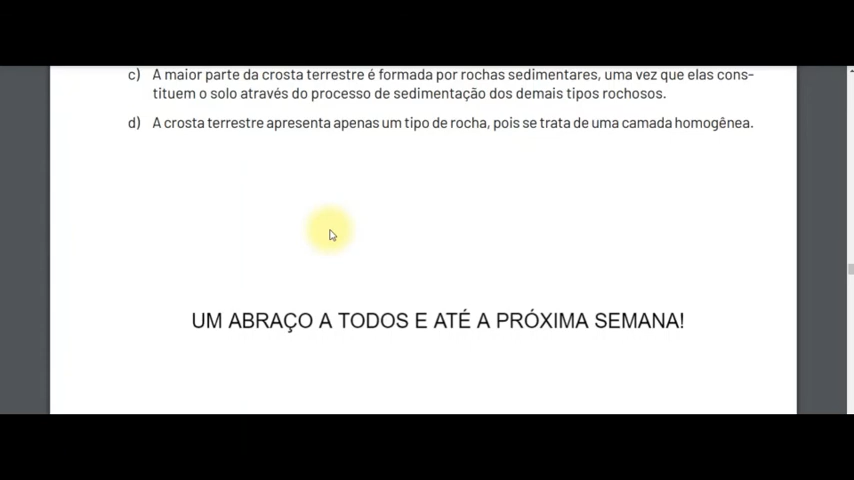 c) A maior parte da crosta terrestre é formada por rochas sedimentares, uma vez que elas cons-
tituem o solo através do processo de sedimentação dos demais tipos rochosos.
d) A crosta terrestre apresenta apenas um tipo de rocha, pois se trata de uma camada homogênea.
UM ABRAÇO A TODOS E ATÉ A PRÓXIMA SEMANA!